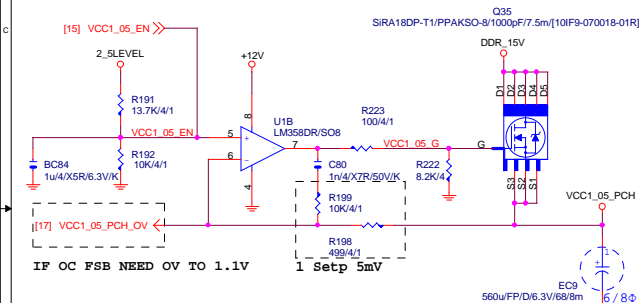 Q35
SiRA18DP-T1/PPAKSO-8/1000pF/7.5m/[10IF9-070018-01R]
C
[15] VCC1_05_EN
2_5LEVEL
+12V
DDR_15V
D1
D2
D3
D4
D5
R191
13.7K/4/1
8
U1B
LM358DR/SO8
R223
100/4/1
VCC1_05_EN
5
+
7
VCC1_05_G
G
BC84
1u/4/X5R/6.3V/K
R192
10K/4/1
6
-
4
C80
1n/4/X7R/50V/K
R222
8.2K/4
S3
S2
S1
R199
10K/4/1
VCC1_05_PCH
[17] VCC1_05_PCH_OV
R198
499/4/1
IF OC FSB NEED OV TO 1.1V
1 Setp 5mV
1
EC9
560u/FP/D/6.3V/68/8m
6/8Φ